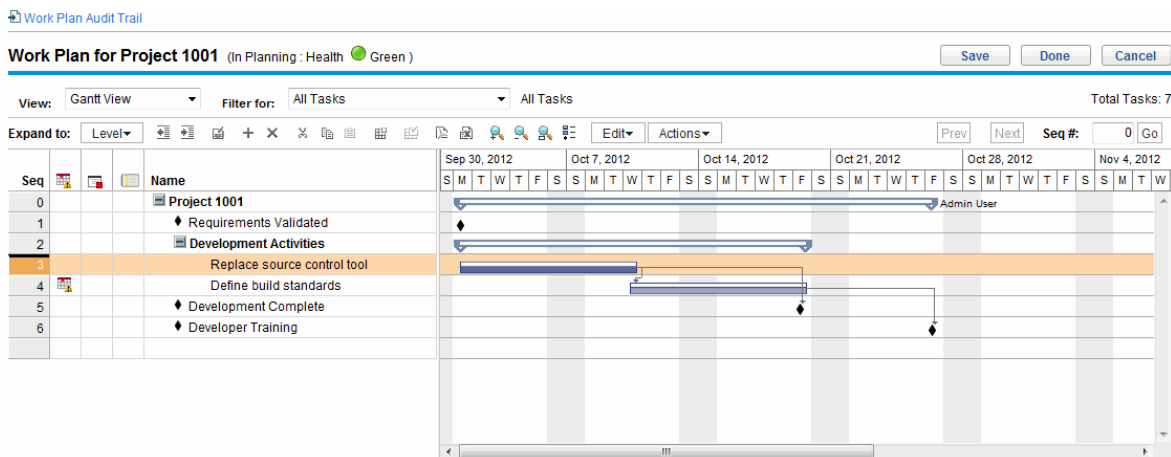 Work Plan Audit Trail
Work Plan for Project 1001 (In Planning : Health Green ) Save Done Cancel
View: Gantt View Filter for: All Tasks All Tasks Total Tasks: 7
Expand to: Level Edit Actions Prev Next Seq #: 0 Go
Sep 30, 2012 Oct 7, 2012 Oct 14, 2012 Oct 21, 2012 Oct 28, 2012 Nov 4, 2012
Seq Name S M T W T F S S M T W T F S S M T W T F S S M T W T F S S M T W T F S S M T W
0 Project 1001 Admin User
1 Requirements Validated
2 Development Activities
3 Replace source control tool
4 Define build standards
5 Development Complete
6 Developer Training